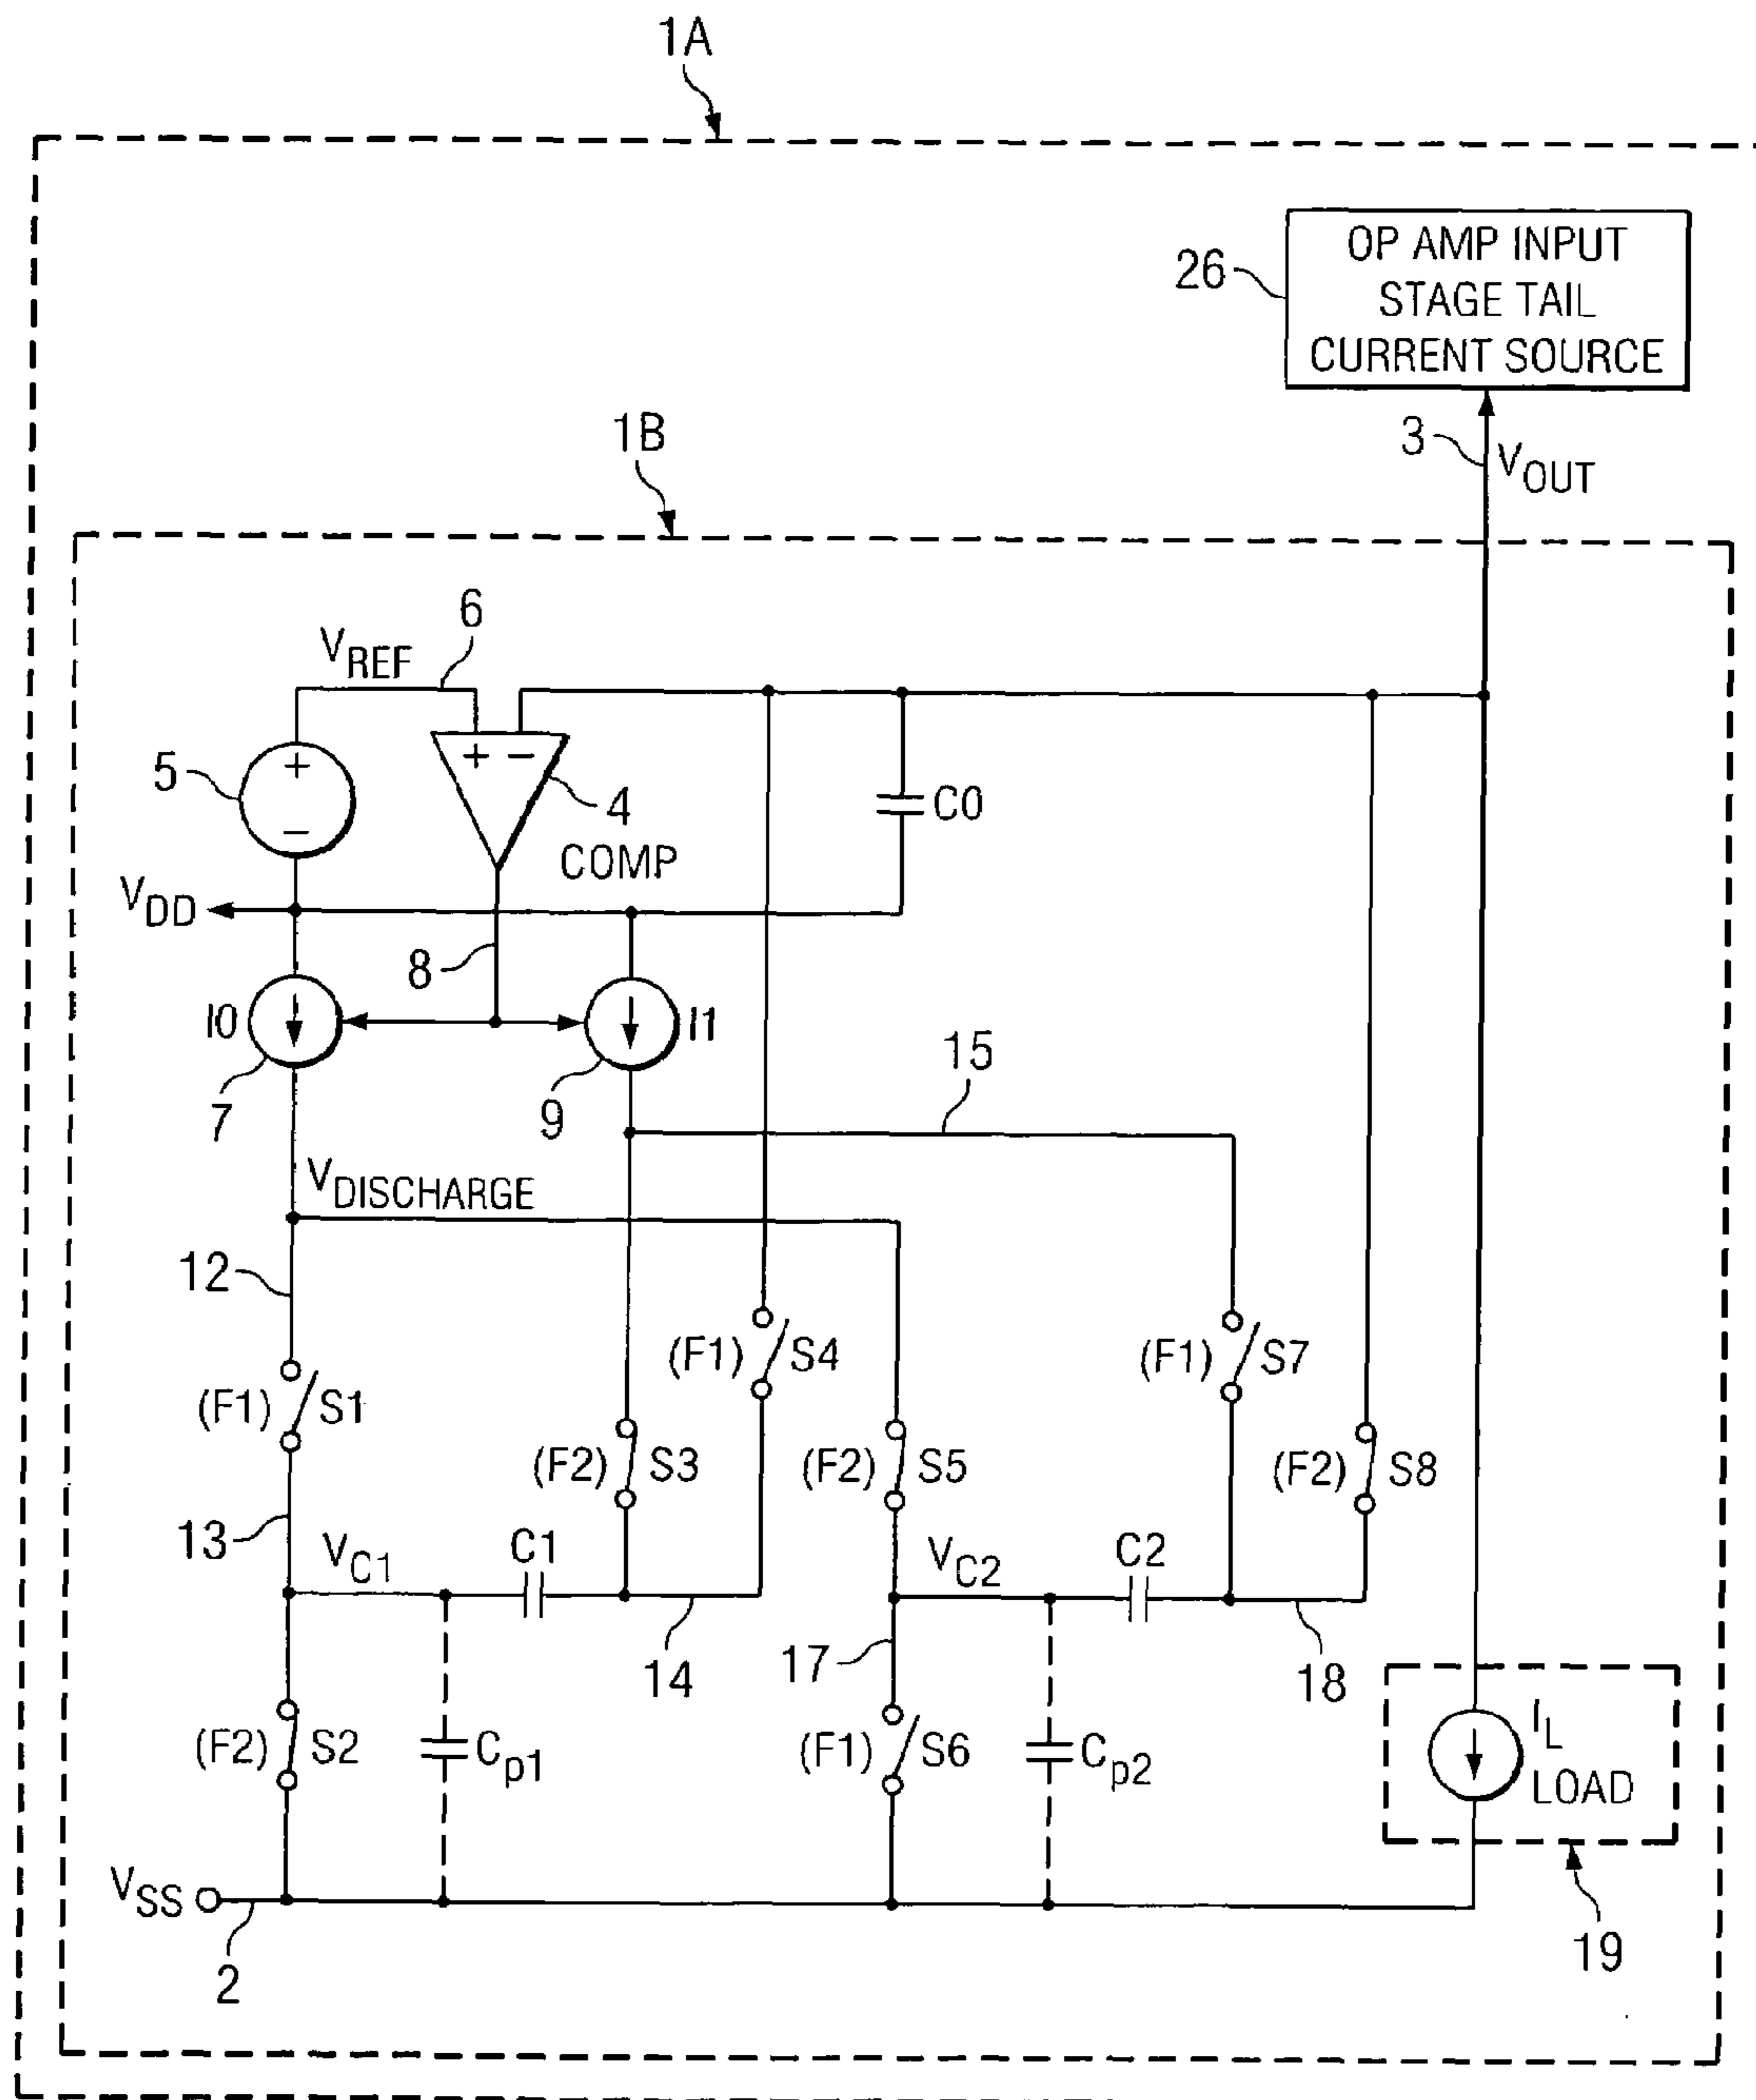 1A
OP AMP INPUT
STAGE TAIL
CURRENT SOURCE
26
3
VOUT
1B
VREF
6
+
−
5
+ −
4
COMP
C0
VDD
8
I0
I1
7
9
15
VDISCHARGE
12
(F1) S1
(F2) S3
(F1) S4
(F2) S5
(F1) S7
(F2) S8
13
VC1
C1
14
VC2
C2
17
18
(F2) S2
Cp1
(F1) S6
Cp2
IL
LOAD
19
VSS
2